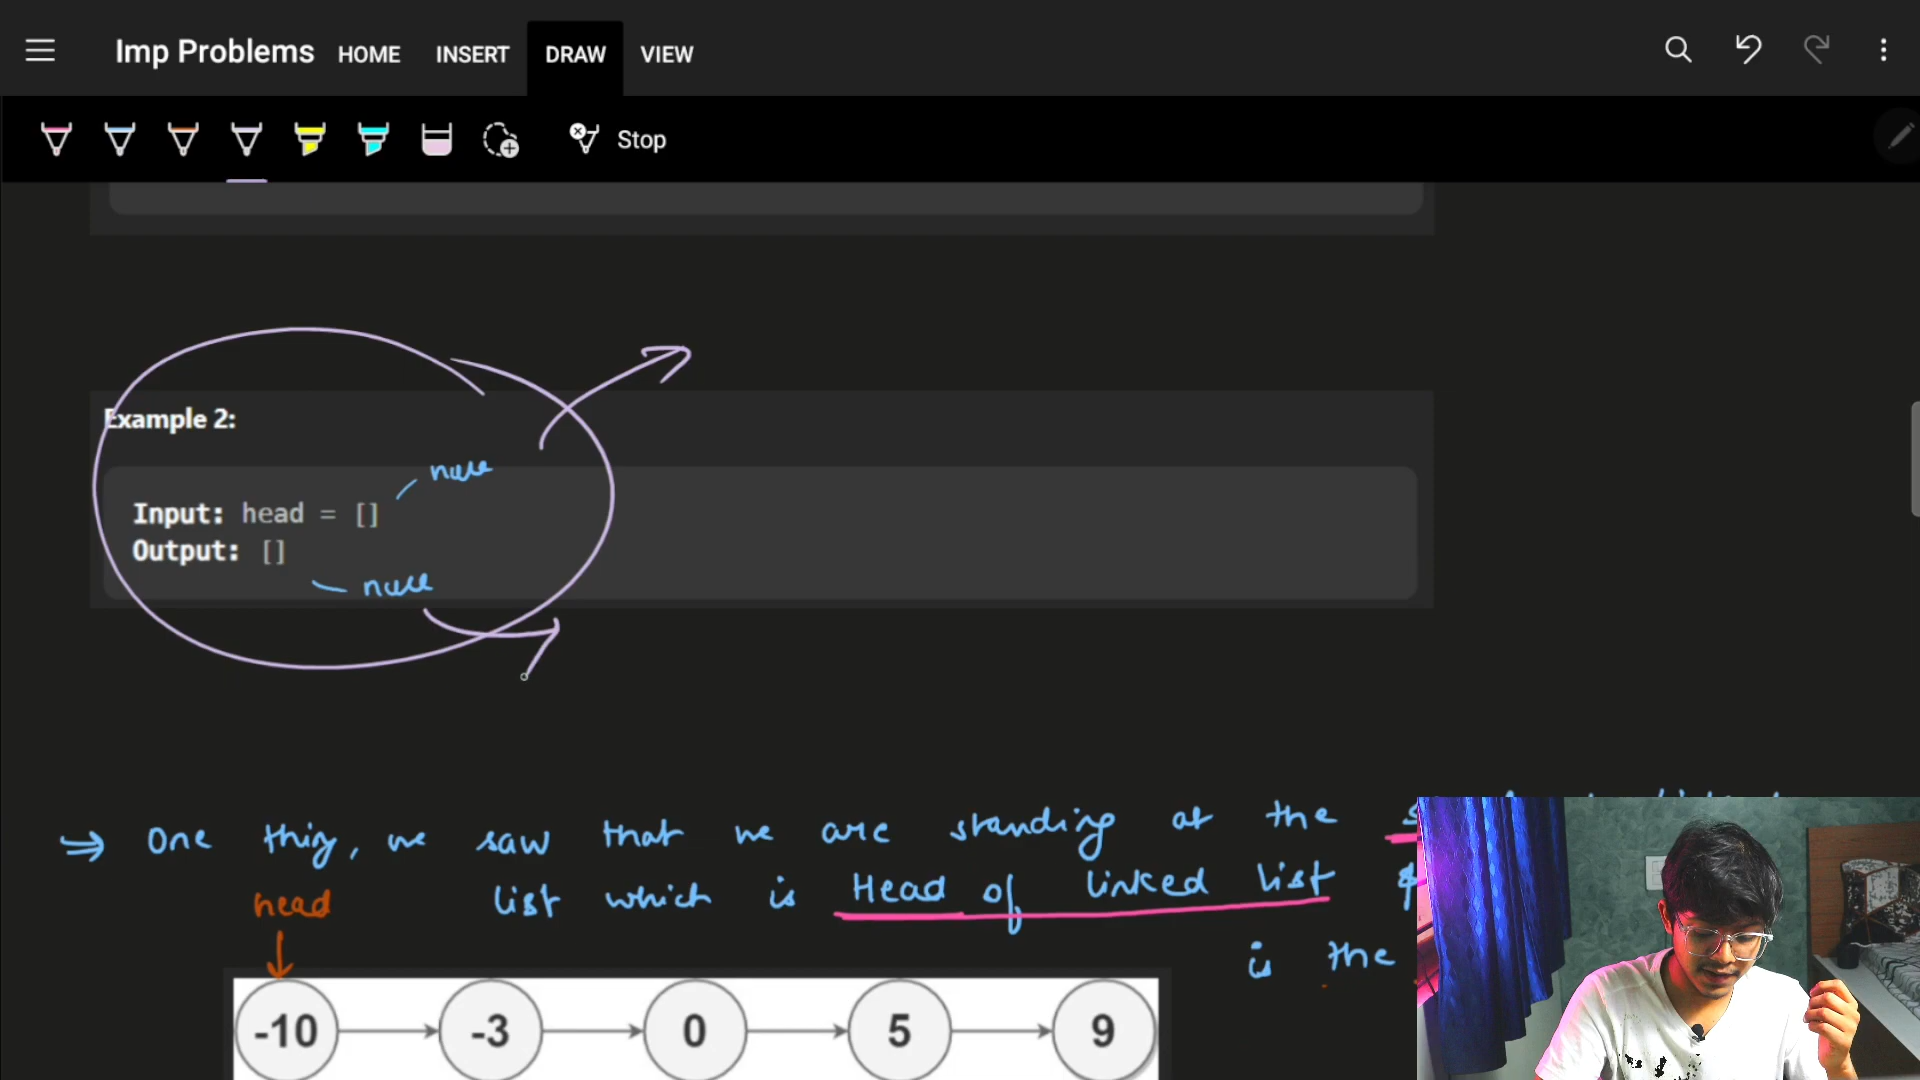 Imp Problems HOME INSERT DRAW VIEW
Stop
Example 2:
null
Input: head = []
Output: []
null
⇒ One thing, we saw that we are standing at the
head
list which is Head of linked list &
is the
-10 -3 0 5 9